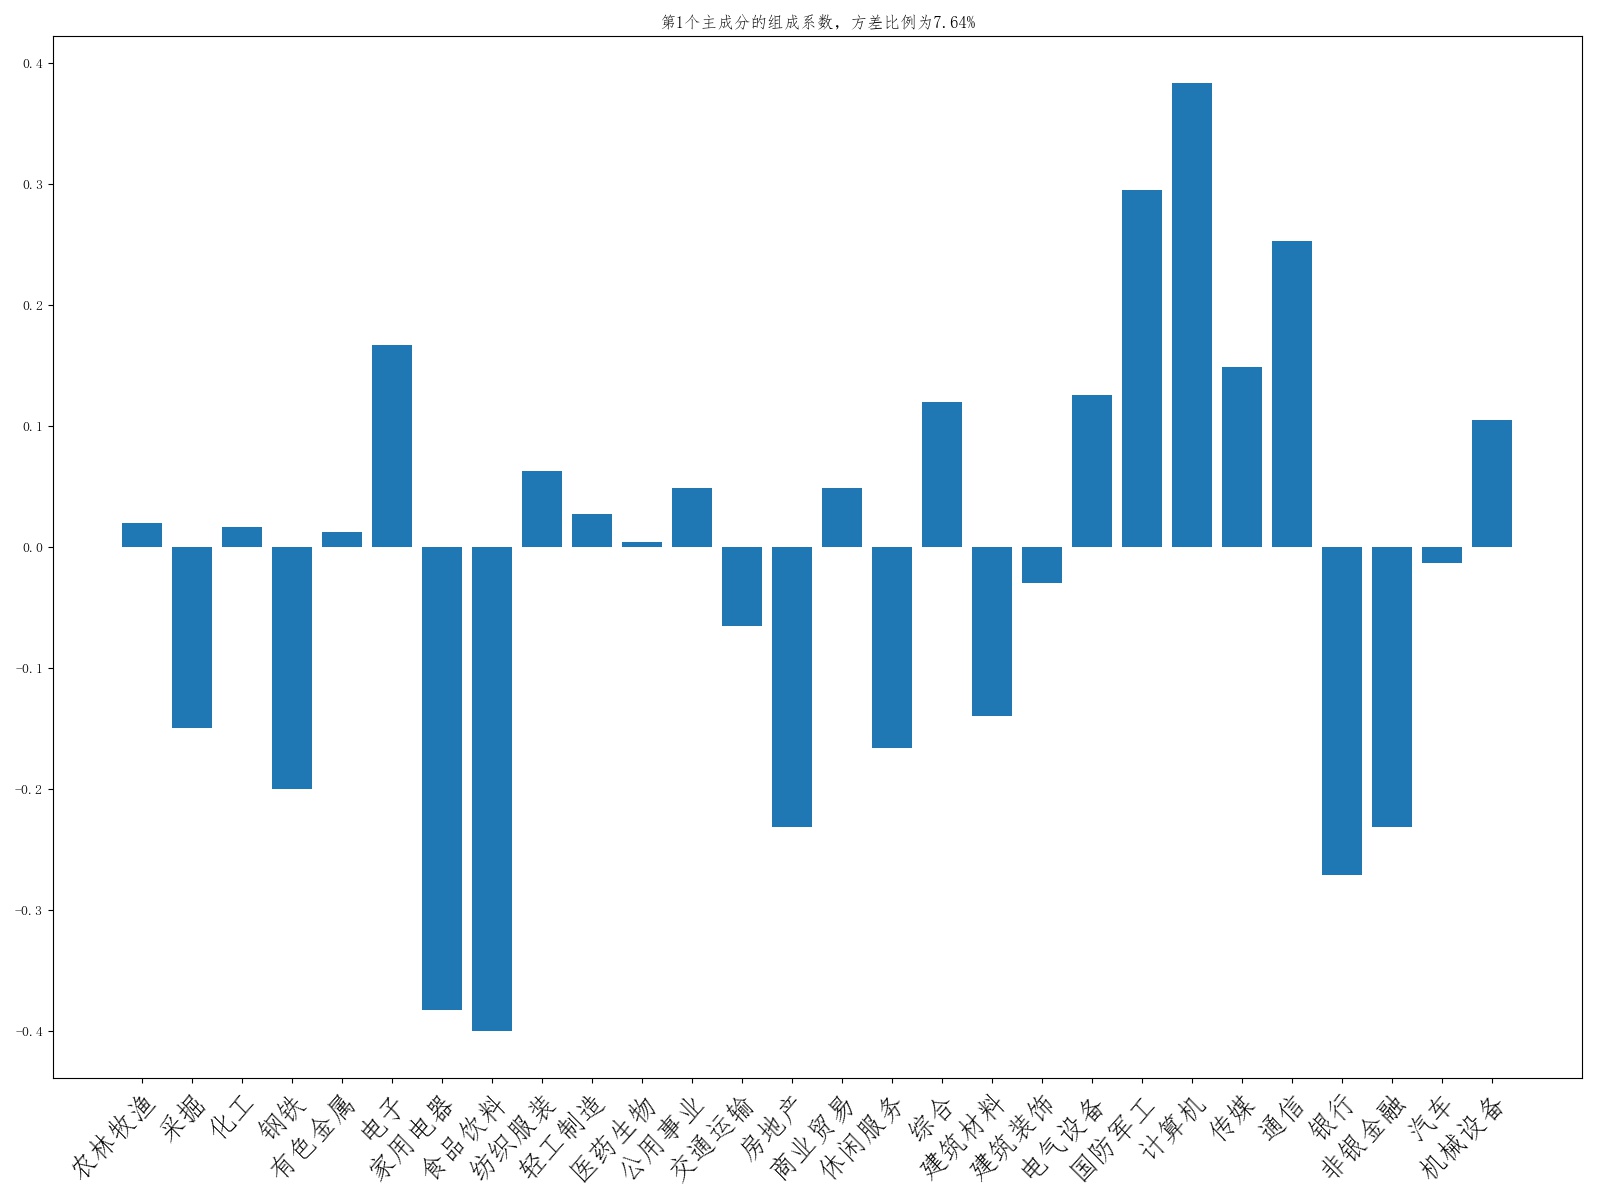 第1个主成分的组成系数，方差比例为7.64%
0.4
0.3
0.2
0.1
0.0
−0.1
−0.2
−0.3
−0.4
农林牧渔
采掘
化工
钢铁
有色金属
电子
家用电器
食品饮料
纺织服装
轻工制造
医药生物
公用事业
交通运输
房地产
商业贸易
休闲服务
综合
建筑材料
建筑装饰
电气设备
国防军工
计算机
传媒
通信
银行
非银金融
汽车
机械设备